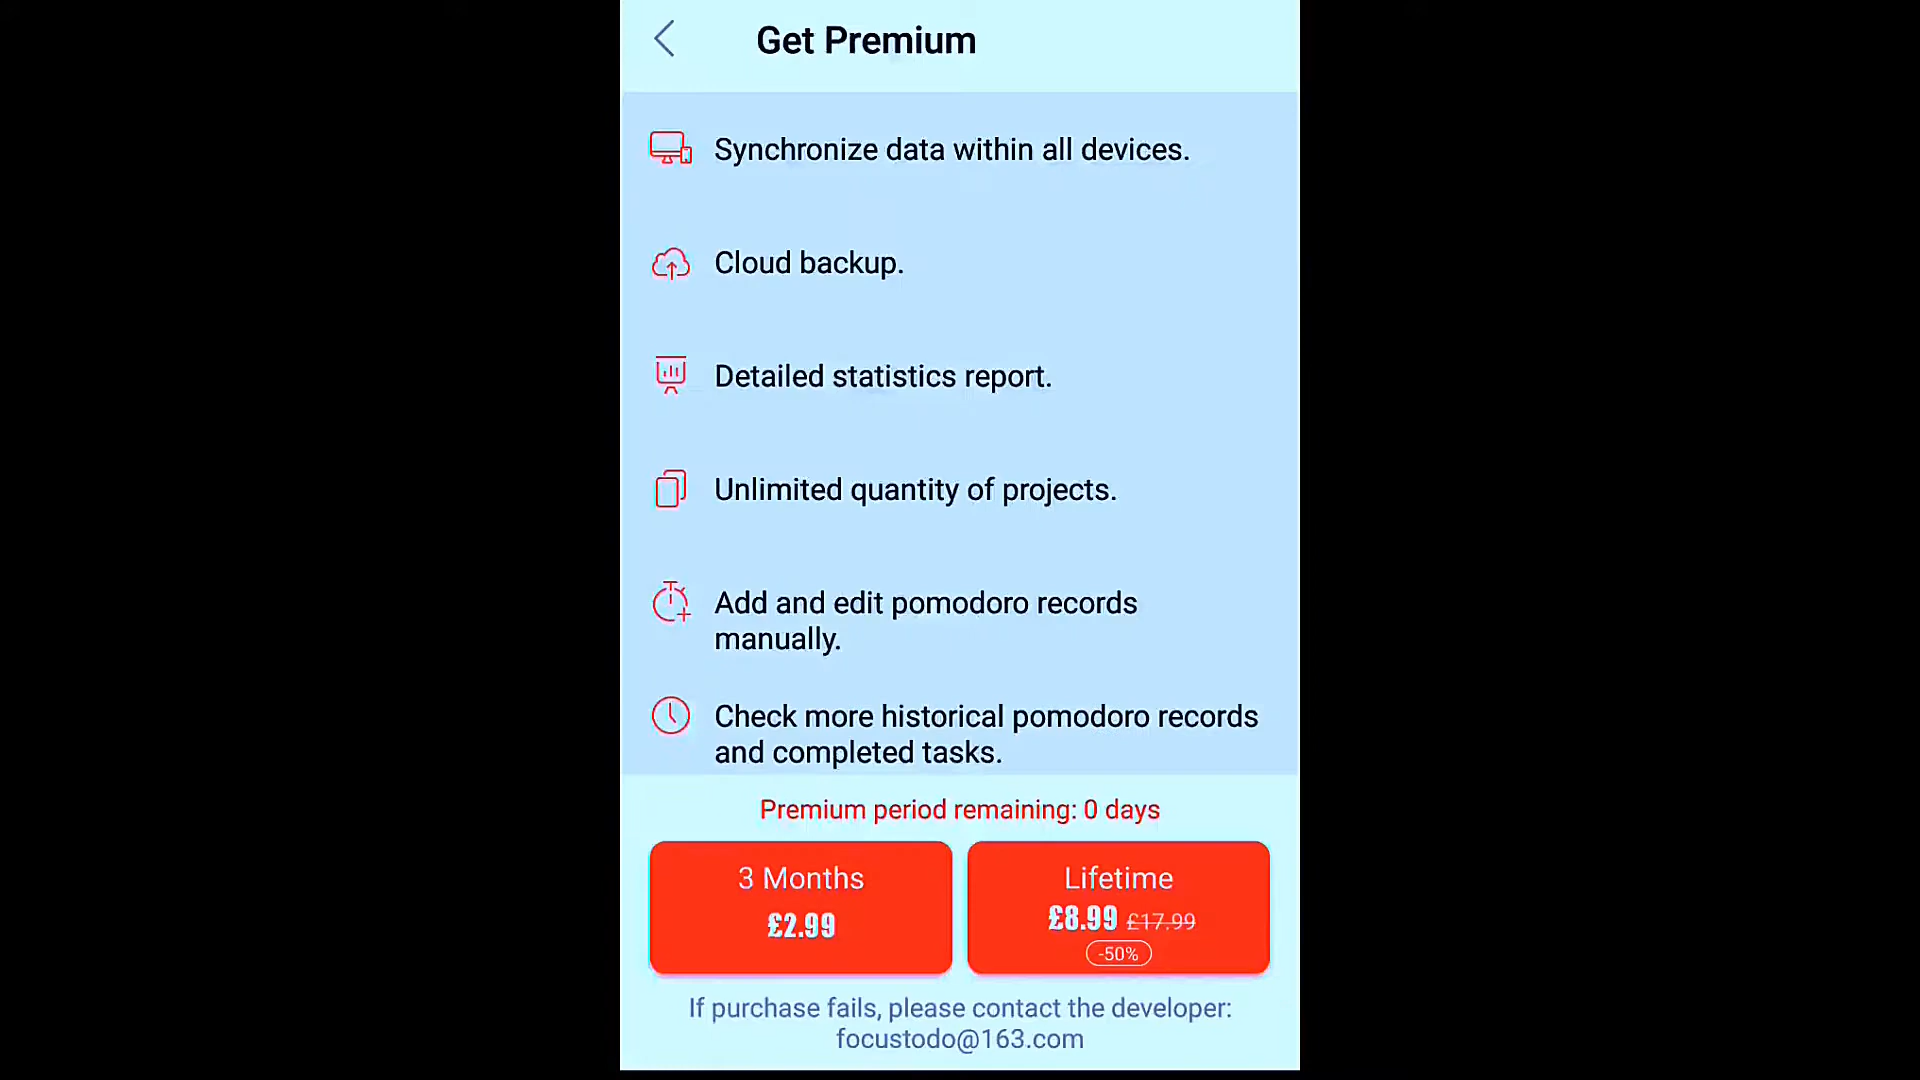 Get Premium
Synchronize data within all devices.
Cloud backup.
Detailed statistics report.
Unlimited quantity of projects.
Add and edit pomodoro records
manually.
Check more historical pomodoro records
and completed tasks.
Premium period remaining: 0 days
3 Months
£2.99
Lifetime
£8.99 £17.99
-50%
If purchase fails, please contact the developer:
focustodo@163.com